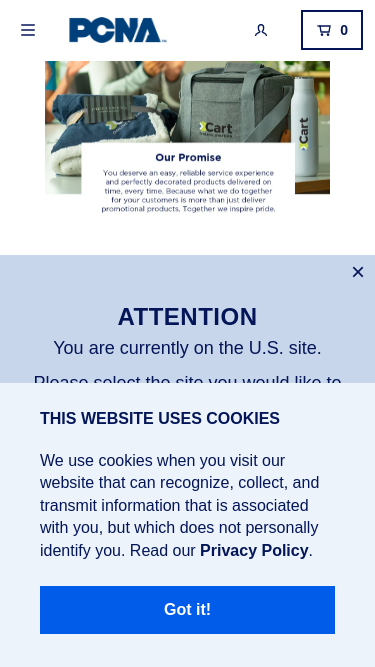 PCNA
0
Cart
Cart
Our Promise
You deserve an easy, reliable service experience
and perfectly decorated products delivered on
time, every time. Because what we do together
for your customers is more than just deliver
promotional products. Together we inspire pride.
ATTENTION
You are currently on the U.S. site.
Please select the site you would like to
THIS WEBSITE USES COOKIES
We use cookies when you visit our
website that can recognize, collect, and
transmit information that is associated
with you, but which does not personally
identify you. Read our Privacy Policy.
Got it!